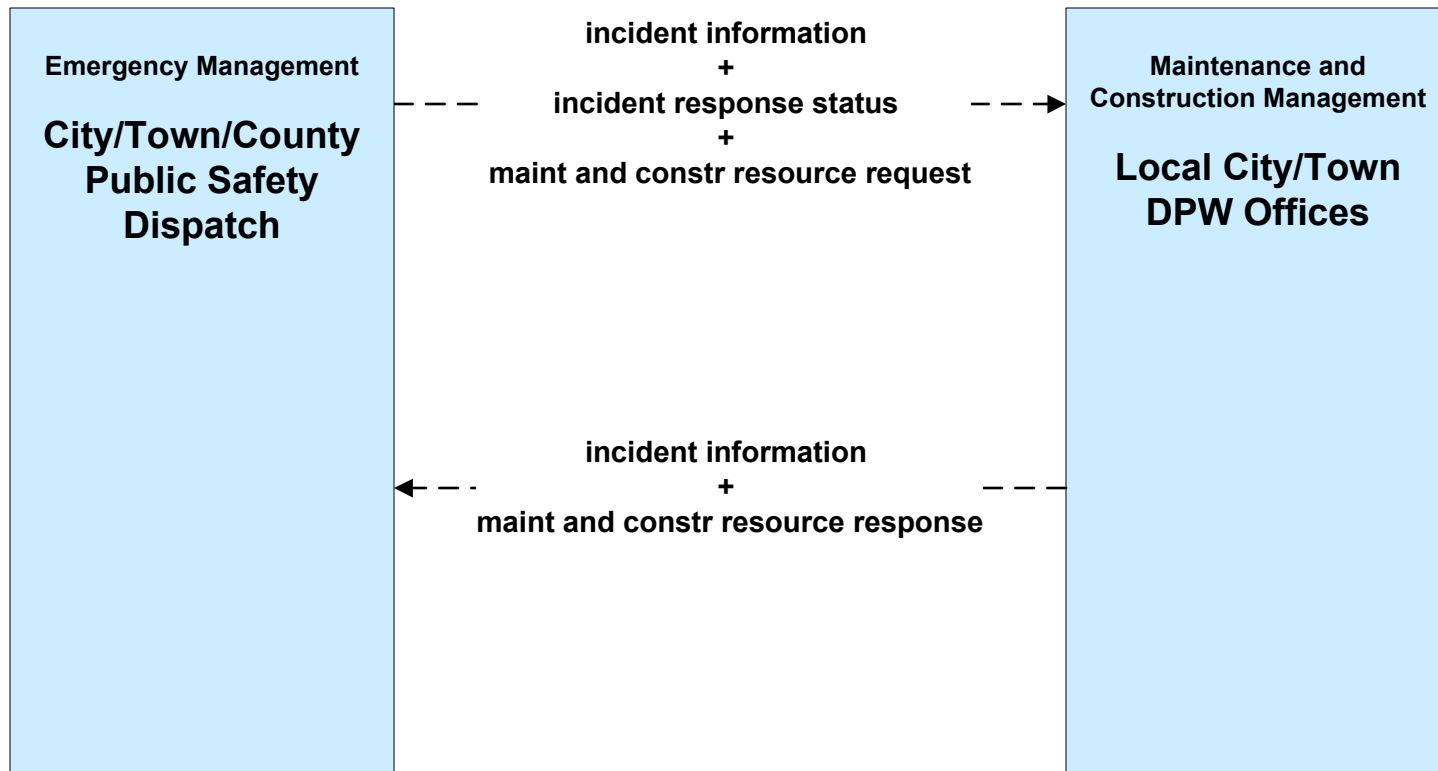 Emergency Management
City/Town/County
Public Safety
Dispatch
incident information
+
incident response status
+
maint and constr resource request
Maintenance and
Construction Management
Local City/Town
DPW Offices
incident information
+
maint and constr resource response